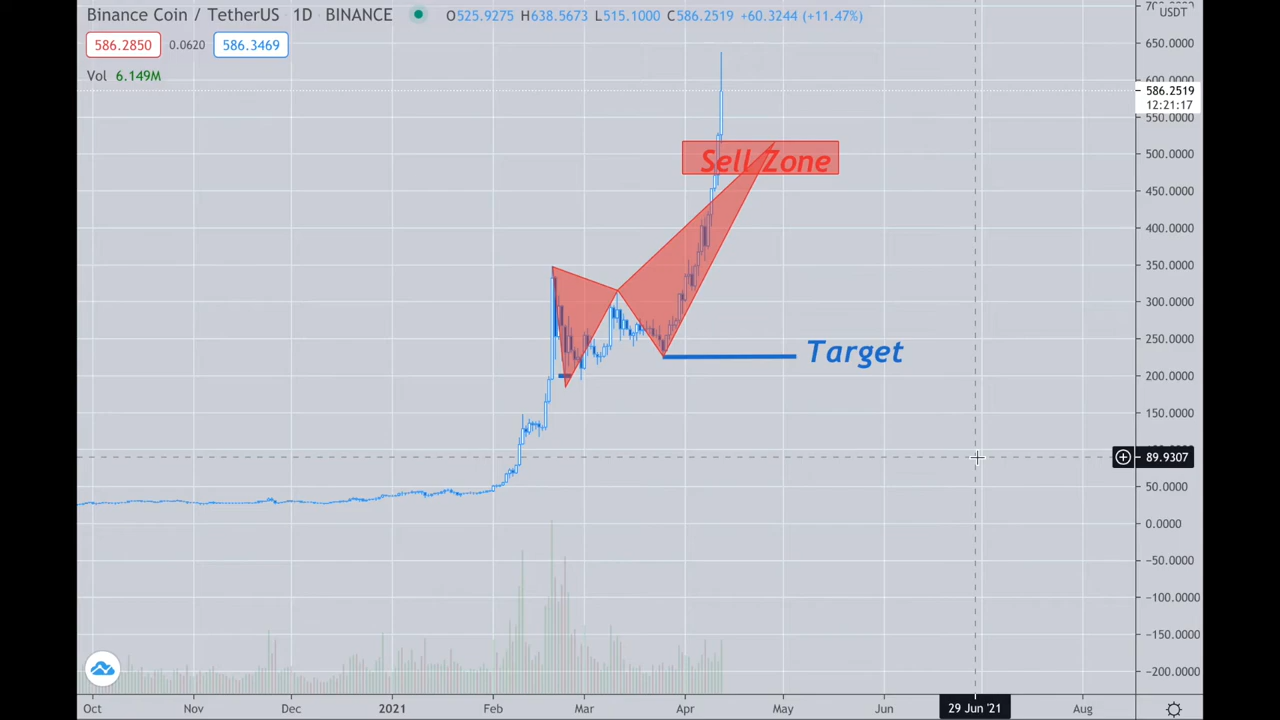 Binance Coin / TetherUS 1D BINANCE O525.9275 H638.5673 L515.1000 C586.2519 +60.3244 (+11.47%)
USDT
586.2850 0.0620 586.3469
Vol 6.149M
650.0000
600.0000
586.2519
12:21:17
550.0000
Sell Zone
500.0000
450.0000
400.0000
350.0000
300.0000
250.0000
Target
200.0000
150.0000
89.9307
50.0000
0.0000
−50.0000
−100.0000
−150.0000
−200.0000
Oct Nov Dec 2021 Feb Mar Apr May Jun 29 Jun '21 Aug